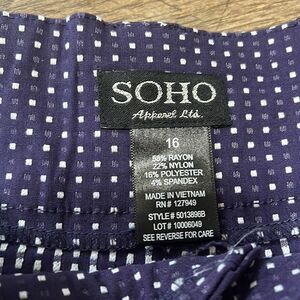 SOHO
Apparel Ltd.
16
58% RAYON
22% NYLON
16% POLYESTER
4% SPANDEX
MADE IN VIETNAM
RN# 127949
STYLE# 5013896B
LOT# 10006049
SEE REVERSE FOR CARE